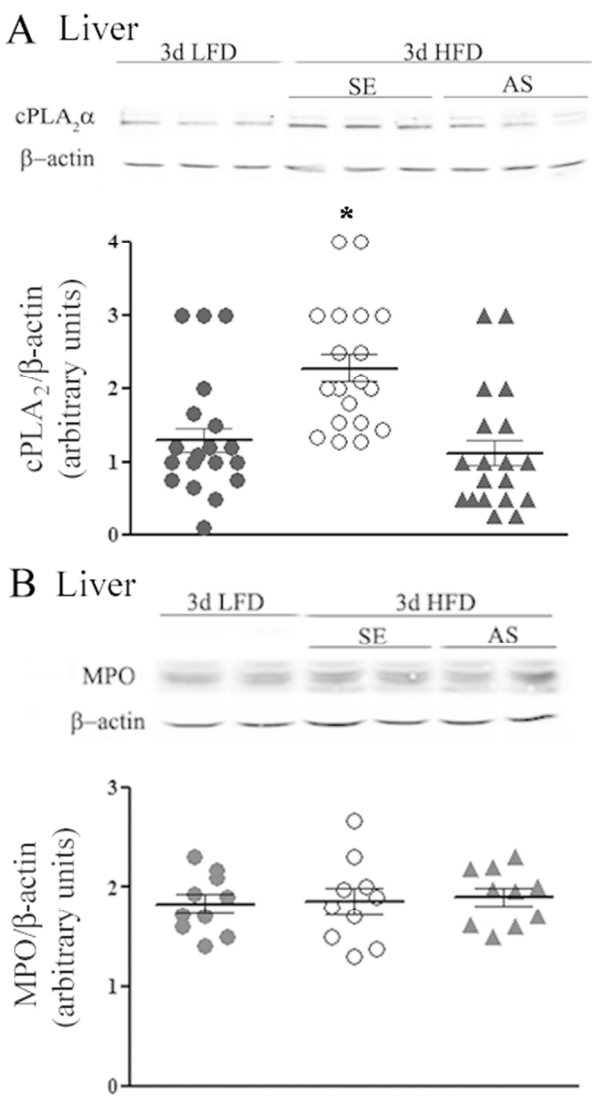 A Liver
3d LFD 3d HFD
SE AS
cPLA₂α
β–actin
*
cPLA₂/β-actin
(arbitrary units)
4
3
2
1
0
B Liver
3d LFD 3d HFD
SE AS
MPO
β–actin
MPO/β-actin
(arbitrary units)
3
2
1
0